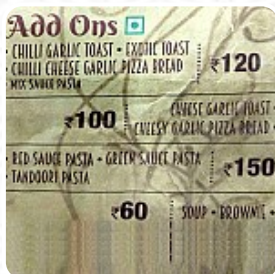 Add Ons
• CHILLI GARLIC TOAST • EXOTIC TOAST
• CHILLI CHEESE GARLIC PIZZA BREAD
MIX SAUCE PASTA
₹120
₹100
CHEESE GARLIC TOAST •
CHEESY GARLIC PIZZA BREAD •
• RED SAUCE PASTA • GREEN SAUCE PASTA
• TANDOORI PASTA
₹150
₹60
SOUP • BROWNIE •